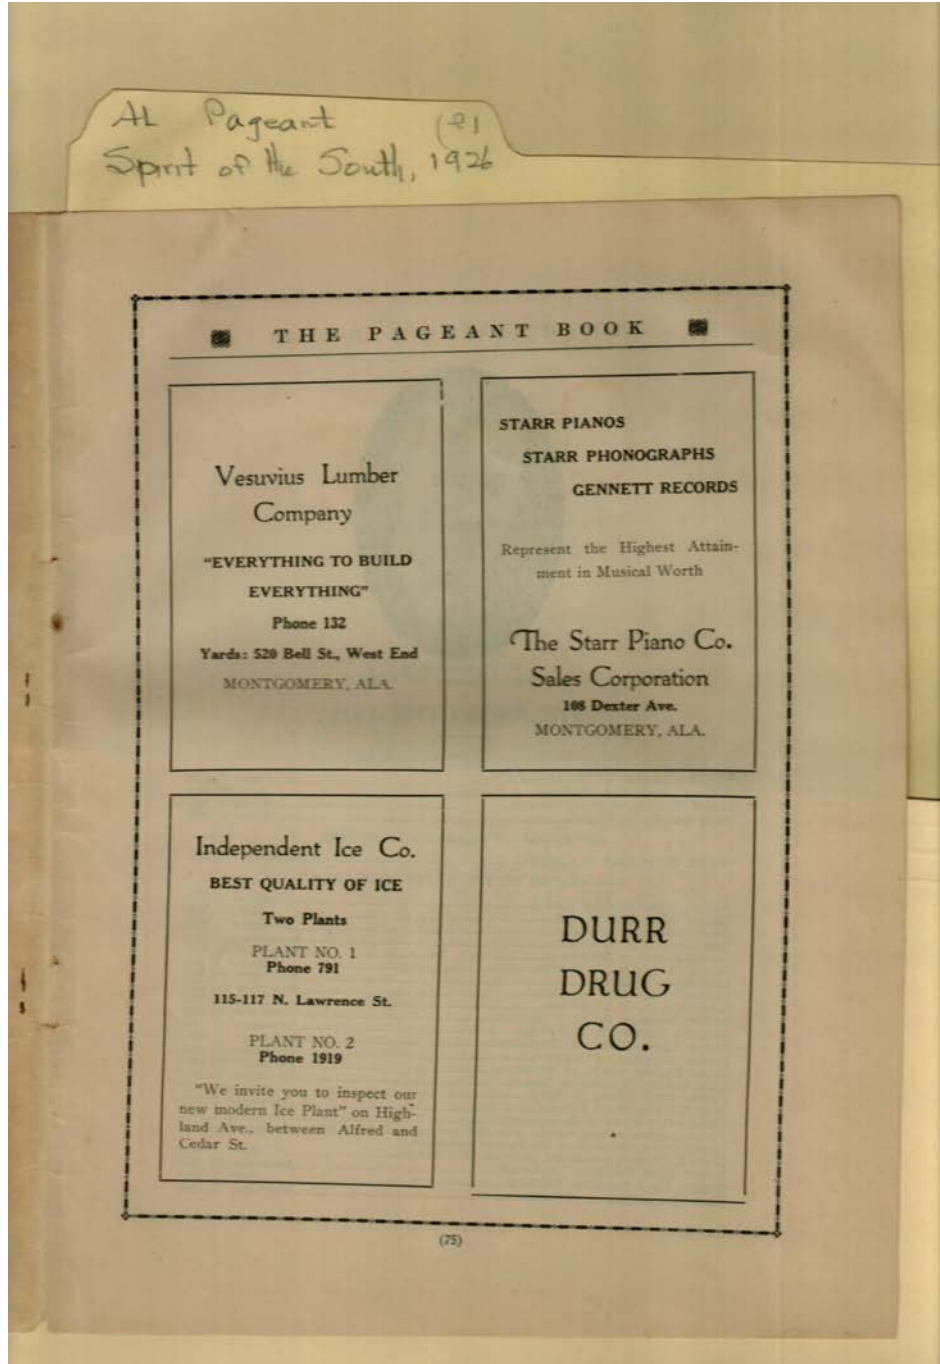 AL Pageant
Spirit of the South, 1926
THE PAGEANT BOOK
Vesuvius Lumber
Company
"EVERYTHING TO BUILD
EVERYTHING"
Phone 132
Yards: 520 Bell St., West End
MONTGOMERY, ALA.
STARR PIANOS
STARR PHONOGRAPHS
GENNETT RECORDS
Represent the Highest Attain-
ment in Musical Worth
The Starr Piano Co.
Sales Corporation
108 Dexter Ave.
MONTGOMERY, ALA.
Independent Ice Co.
BEST QUALITY OF ICE
Two Plants
PLANT NO. 1
Phone 791
115-117 N. Lawrence St.
PLANT NO. 2
Phone 1919
"We invite you to inspect our
new modern Ice Plant" on High-
land Ave., between Alfred and
Cedar St.
DURR
DRUG
CO.
(75)